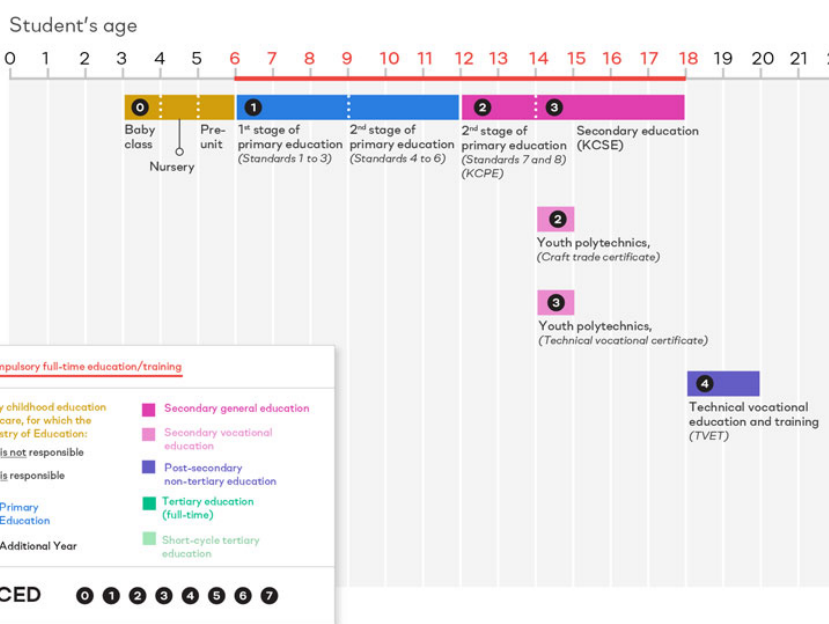 Student's age
0 1 2 3 4 5 6 7 8 9 10 11 12 13 14 15 16 17 18 19 20 21
0 1 2 3
Baby
class
Nursery
Pre-
unit
1st stage of
primary education
(Standards 1 to 3)
2nd stage of
primary education
(Standards 4 to 6)
2nd stage of
primary education
(Standards 7 and 8)
(KCPE)
Secondary education
(KCSE)
2
Youth polytechnics,
(Craft trade certificate)
3
Youth polytechnics,
(Technical vocational certificate)
4
Technical vocational
education and training
(TVET)
mpulsory full-time education/training
y childhood education
care, for which the
stry of Education:
is not responsible
is responsible
Primary
Education
Additional Year
Secondary general education
Secondary vocational
education
Post-secondary
non-tertiary education
Tertiary education
(full-time)
Short-cycle tertiary
education
CED 0 1 2 3 4 5 6 7